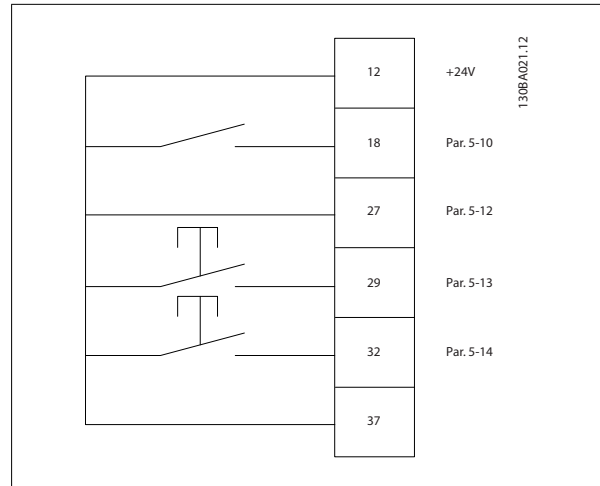 12 +24V
18 Par. 5-10
27 Par. 5-12
29 Par. 5-13
32 Par. 5-14
37
130BA021.12